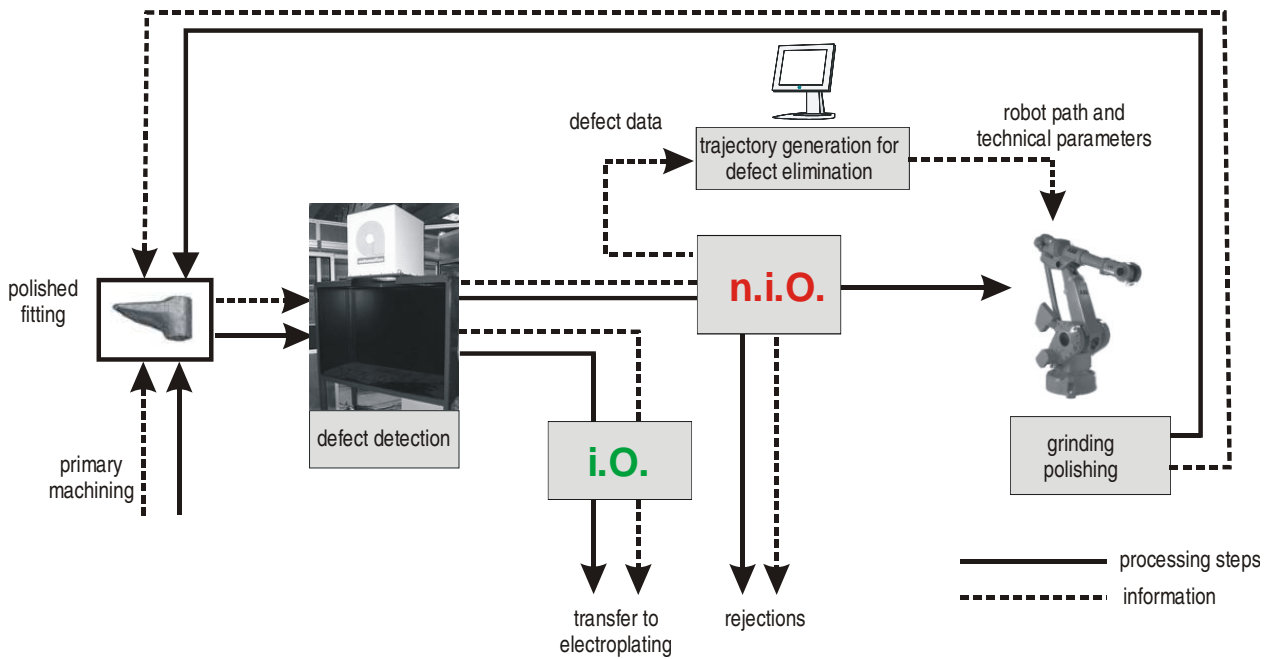 defect data
trajectory generation for
defect elimination
robot path and
technical parameters
polished
fitting
n.i.O.
defect detection
i.O.
primary
machining
grinding
polishing
transfer to
electroplating
rejections
processing steps
information